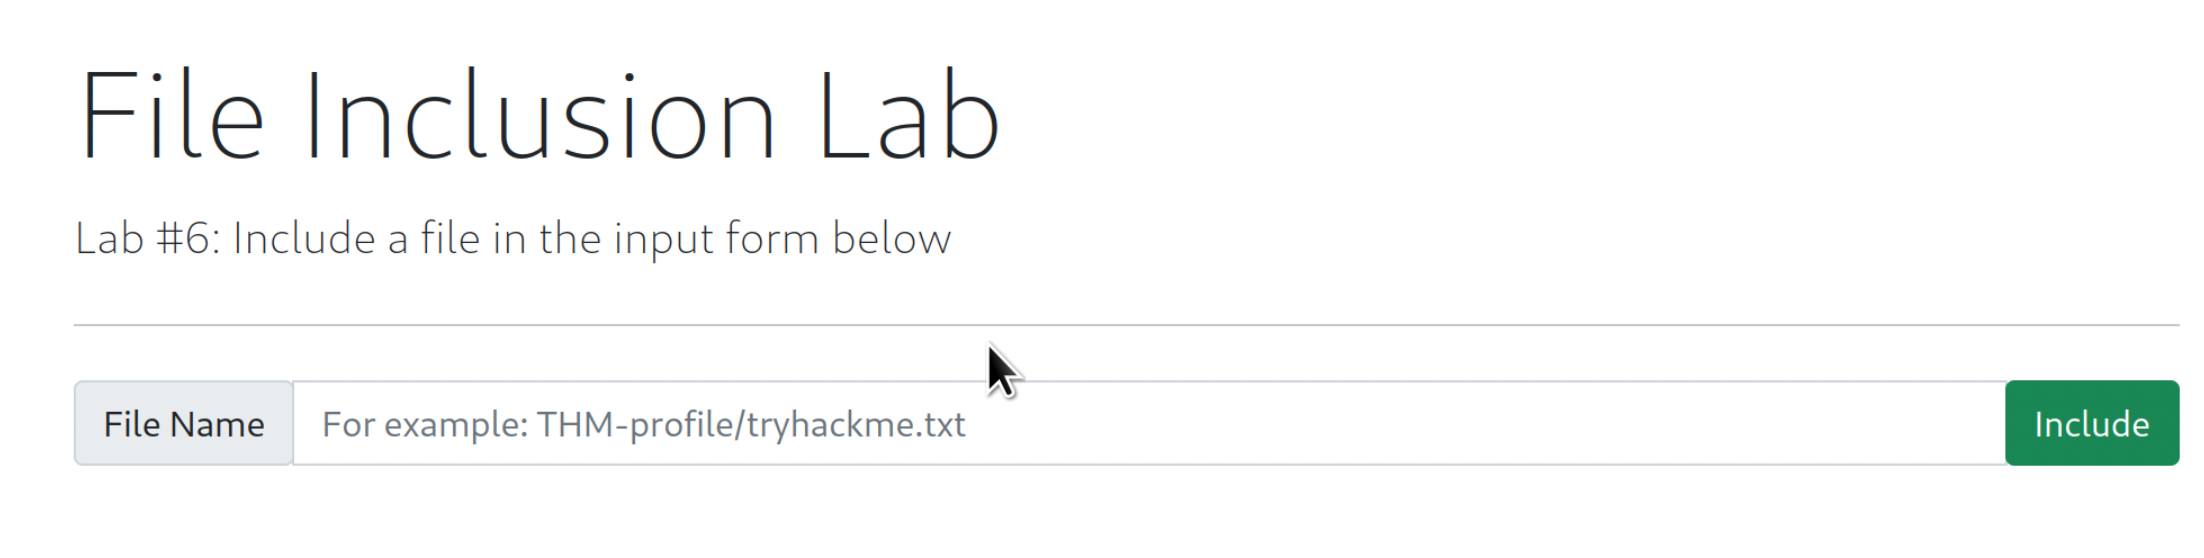 File Inclusion Lab
Lab #6: Include a file in the input form below
File Name For example: THM-profile/tryhackme.txt Include